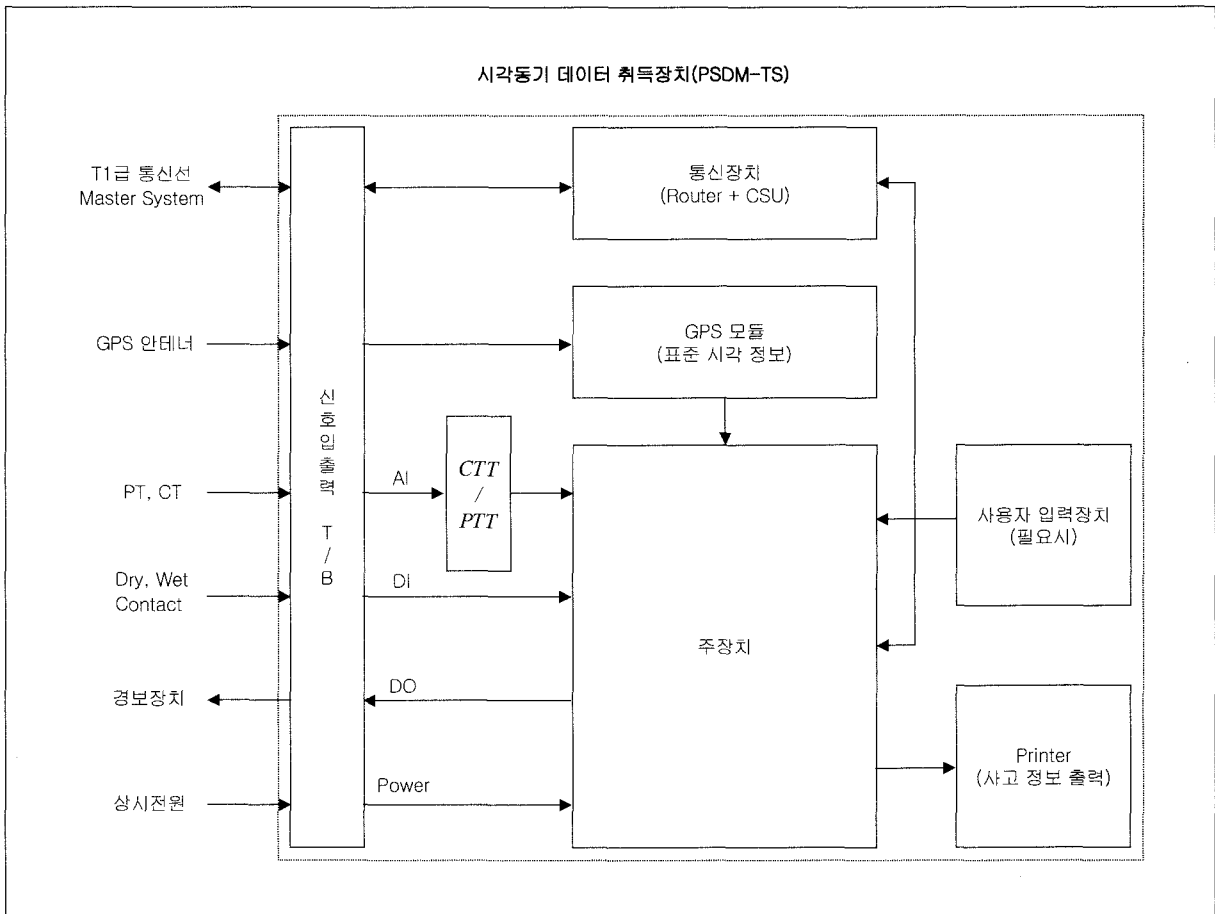 시각동기 데이터 취득장치(PSDM-TS)
T1급 통신선
Master System
통신장치
(Router + CSU)
GPS 안테너
GPS 모듈
(표준 시각 정보)
신
호
입
출
력
T
/
B
PT, CT
AI
CTT
/
PTT
사용자 입력장치
(필요시)
Dry, Wet
Contact
DI
주장치
경보장치
DO
Printer
(사고 정보 출력)
상시전원
Power